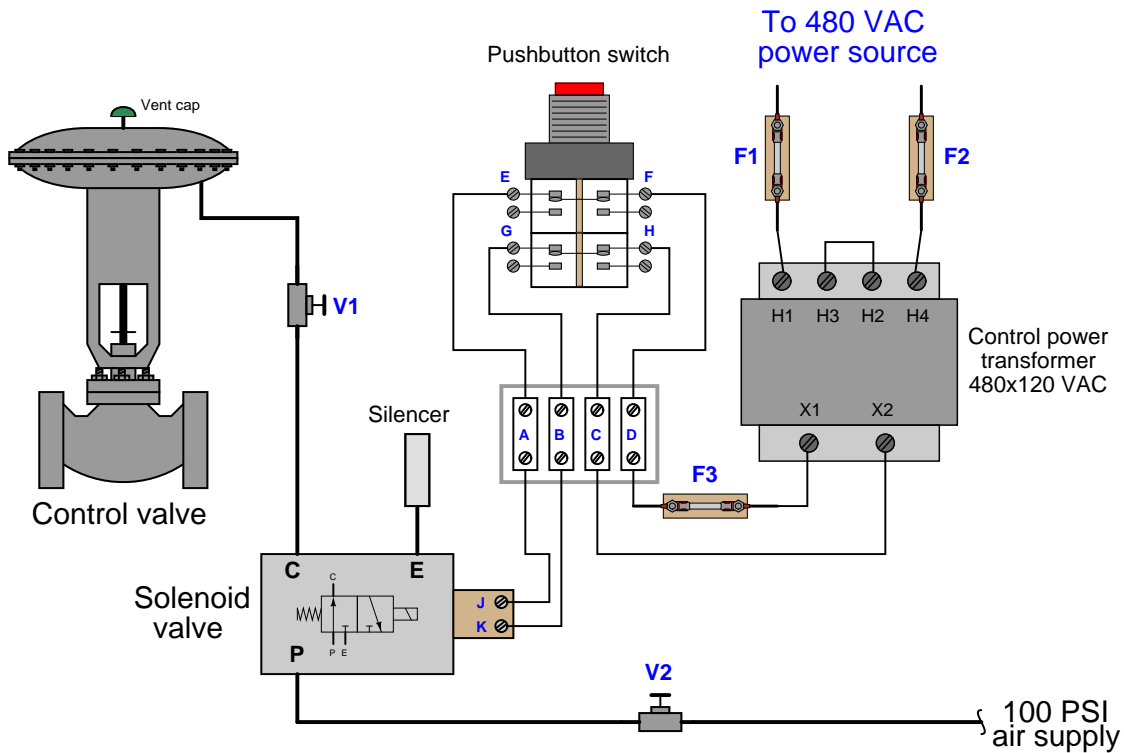 To 480 VAC
power source
Pushbutton switch
Vent cap
F1
F2
E
F
G
H
V1
H1
H3
H2
H4
Control power
transformer
480x120 VAC
X1
X2
Silencer
A
B
C
D
F3
Control valve
C
E
Solenoid
valve
C
J
K
P
E
P
V2
100 PSI
air supply